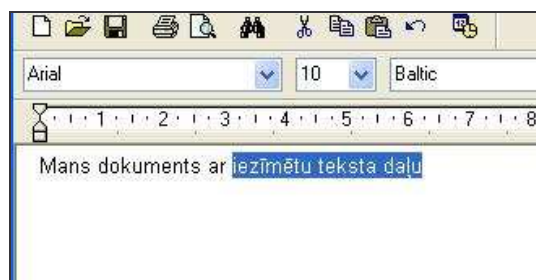 Arial 10 Baltic
1 2 3 4 5 6 7 8
Mans dokuments ar iezīmētu teksta daļu